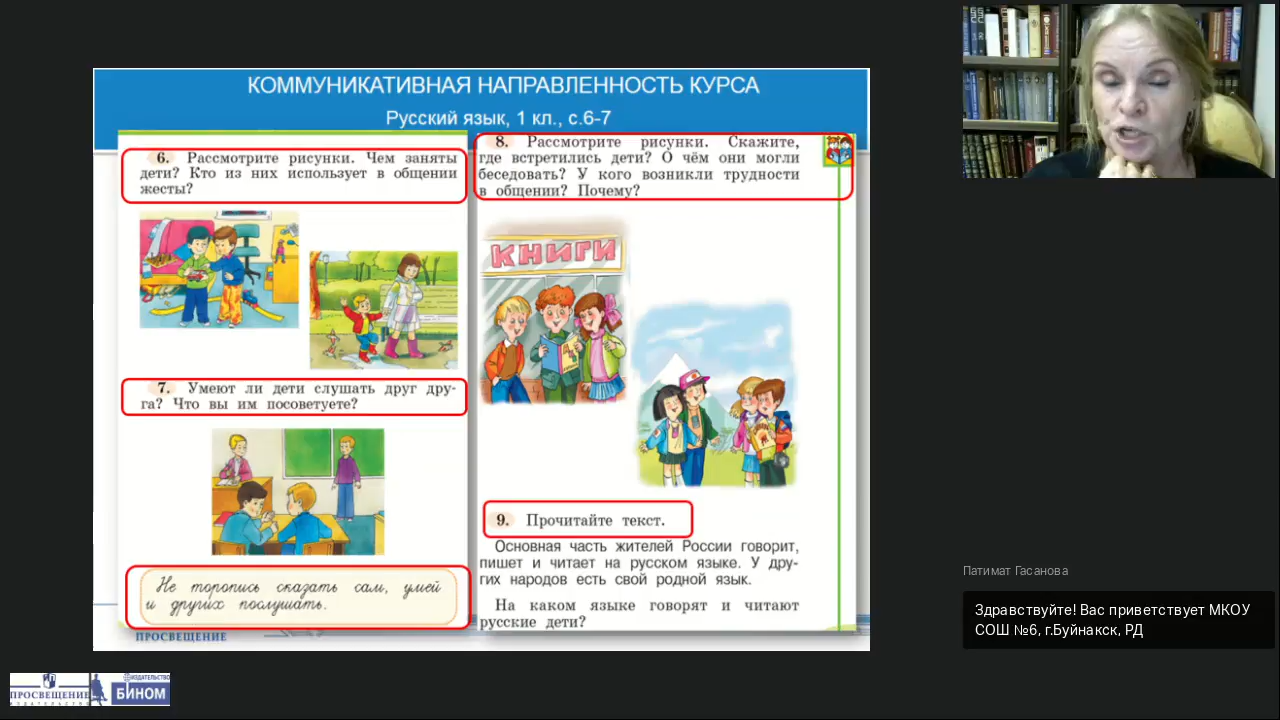 КОММУНИКАТИВНАЯ НАПРАВЛЕННОСТЬ КУРСА
Русский язык, 1 кл., с.6-7
6. Рассмотрите рисунки. Чем заняты
дети? Кто из них использует в общении
жесты?
7. Умеют ли дети слушать друг дру-
га? Что вы им посоветуете?
Не торопись сказать сам, умей
и других послушать.
ПРОСВЕЩЕНИЕ
8. Рассмотрите рисунки. Скажите,
где встретились дети? О чём они могли
беседовать? У кого возникли трудности
в общении? Почему?
КНИГИ
9. Прочитайте текст.
Основная часть жителей России говорит,
пишет и читает на русском языке. У дру-
гих народов есть свой родной язык.
На каком языке говорят и читают
русские дети?
Патимат Гасанова
Здравствуйте! Вас приветствует МКОУ
СОШ №6, г.Буйнакск, РД
ПРОСВЕЩЕНИЕ
ИЗДАТЕЛЬСТВО
ИЗДАТЕЛЬСТВО
БИНОМ